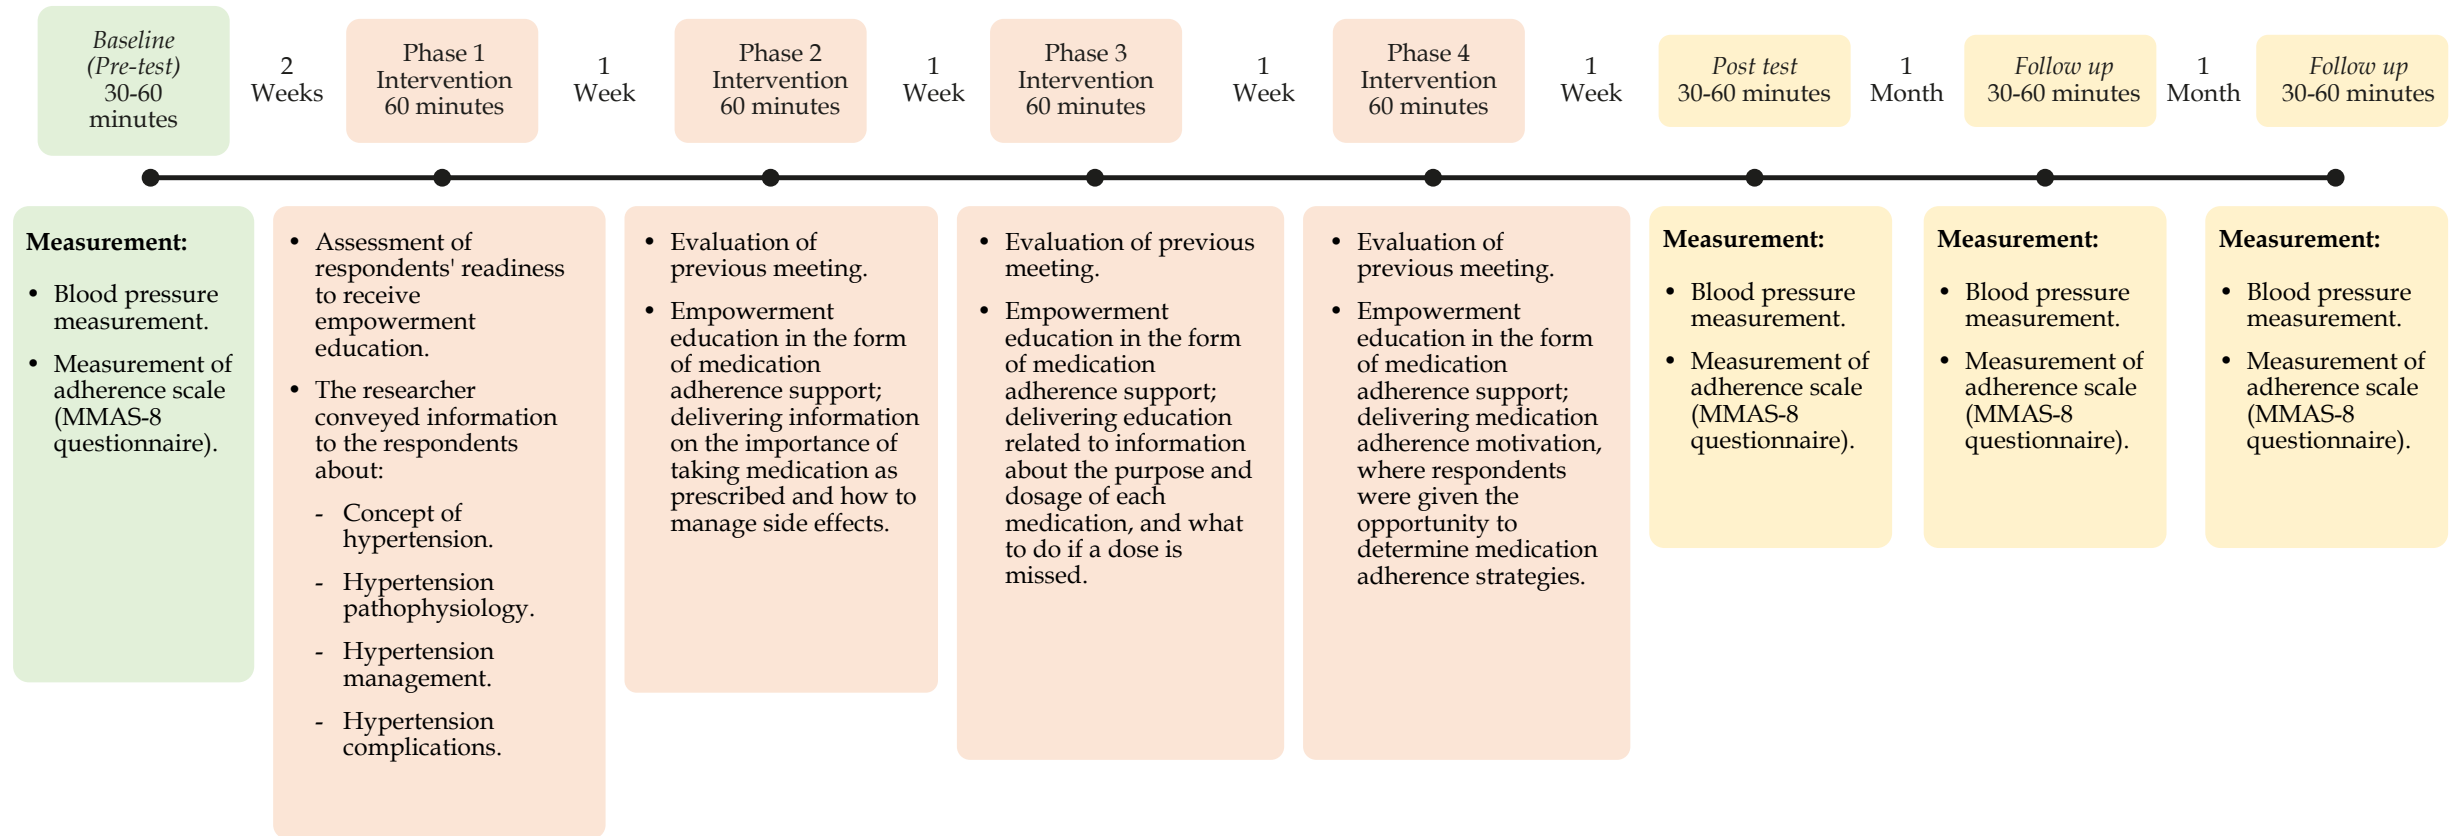 Baseline
(Pre-test)
30-60
minutes
2
Weeks
Phase 1
Intervention
60 minutes
1
Week
Phase 2
Intervention
60 minutes
1
Week
Phase 3
Intervention
60 minutes
1
Week
Phase 4
Intervention
60 minutes
1
Week
Post test
30-60 minutes
1
Month
Follow up
30-60 minutes
1
Month
Follow up
30-60 minutes
Measurement:
• Blood pressure
measurement.
• Measurement of
adherence scale
(MMAS-8
questionnaire).
• Assessment of
respondents' readiness
to receive
empowerment
education.
• The researcher
conveyed information
to the respondents
about:
- Concept of
hypertension.
- Hypertension
pathophysiology.
- Hypertension
management.
- Hypertension
complications.
• Evaluation of
previous meeting.
• Empowerment
education in the form
of medication
adherence support;
delivering information
on the importance of
taking medication as
prescribed and how to
manage side effects.
• Evaluation of previous
meeting.
• Empowerment
education in the form
of medication
adherence support;
delivering education
related to information
about the purpose and
dosage of each
medication, and what
to do if a dose is
missed.
• Evaluation of
previous meeting.
• Empowerment
education in the form
of medication
adherence support;
delivering medication
adherence motivation,
where respondents
were given the
opportunity to
determine medication
adherence strategies.
Measurement:
• Blood pressure
measurement.
• Measurement of
adherence scale
(MMAS-8
questionnaire).
Measurement:
• Blood pressure
measurement.
• Measurement of
adherence scale
(MMAS-8
questionnaire).
Measurement:
• Blood pressure
measurement.
• Measurement of
adherence scale
(MMAS-8
questionnaire).